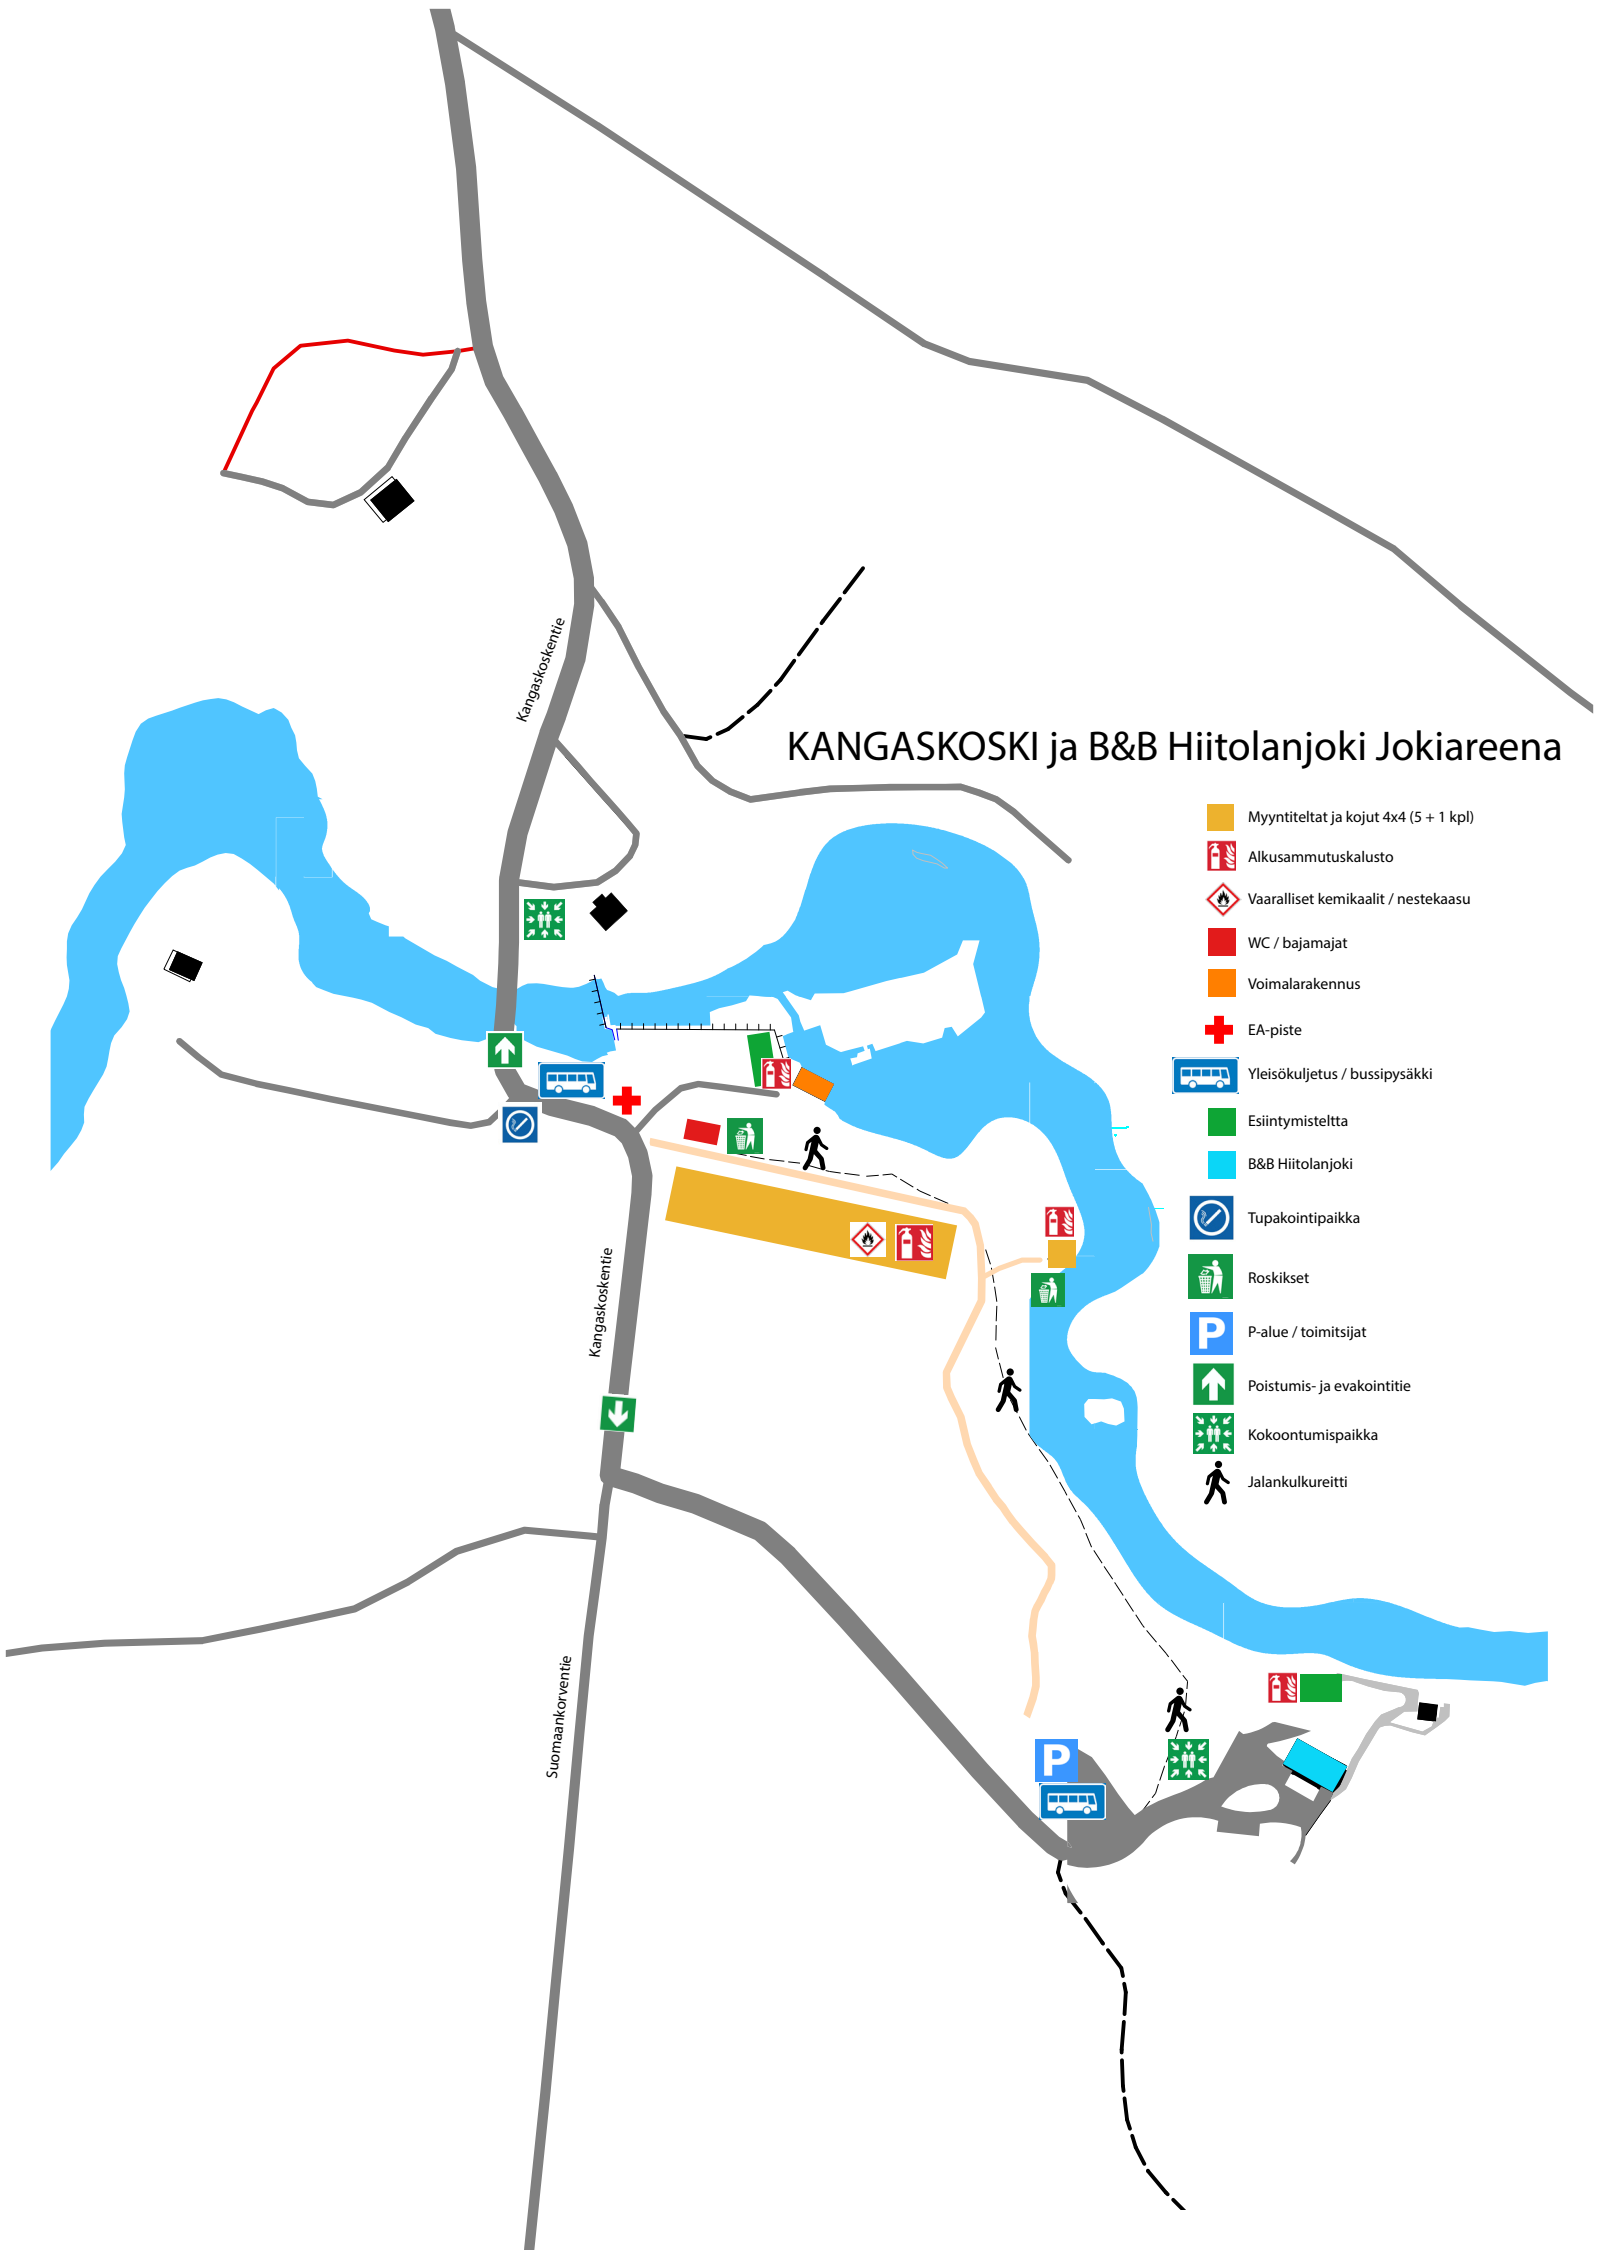 Kangaskoskentie
KANGASKOSKI ja B&B Hiitolanjoki Jokiareena
Myyntiteltat ja kojut 4x4 (5 + 1 kpl)
Alkusammutuskalusto
Vaaralliset kemikaalit / nestekaasu
WC / bajamajat
Voimalarakennus
EA-piste
Yleisökuljetus / bussipysäkki
Esiintymisteltta
B&B Hiitolanjoki
Tupakointipaikka
Roskikset
P
P-alue / toimitsijat
Poistumis- ja evakointitie
Kokoontumispaikka
Jalankulkureitti
Kangaskoskentie
Suomaankorventie
P